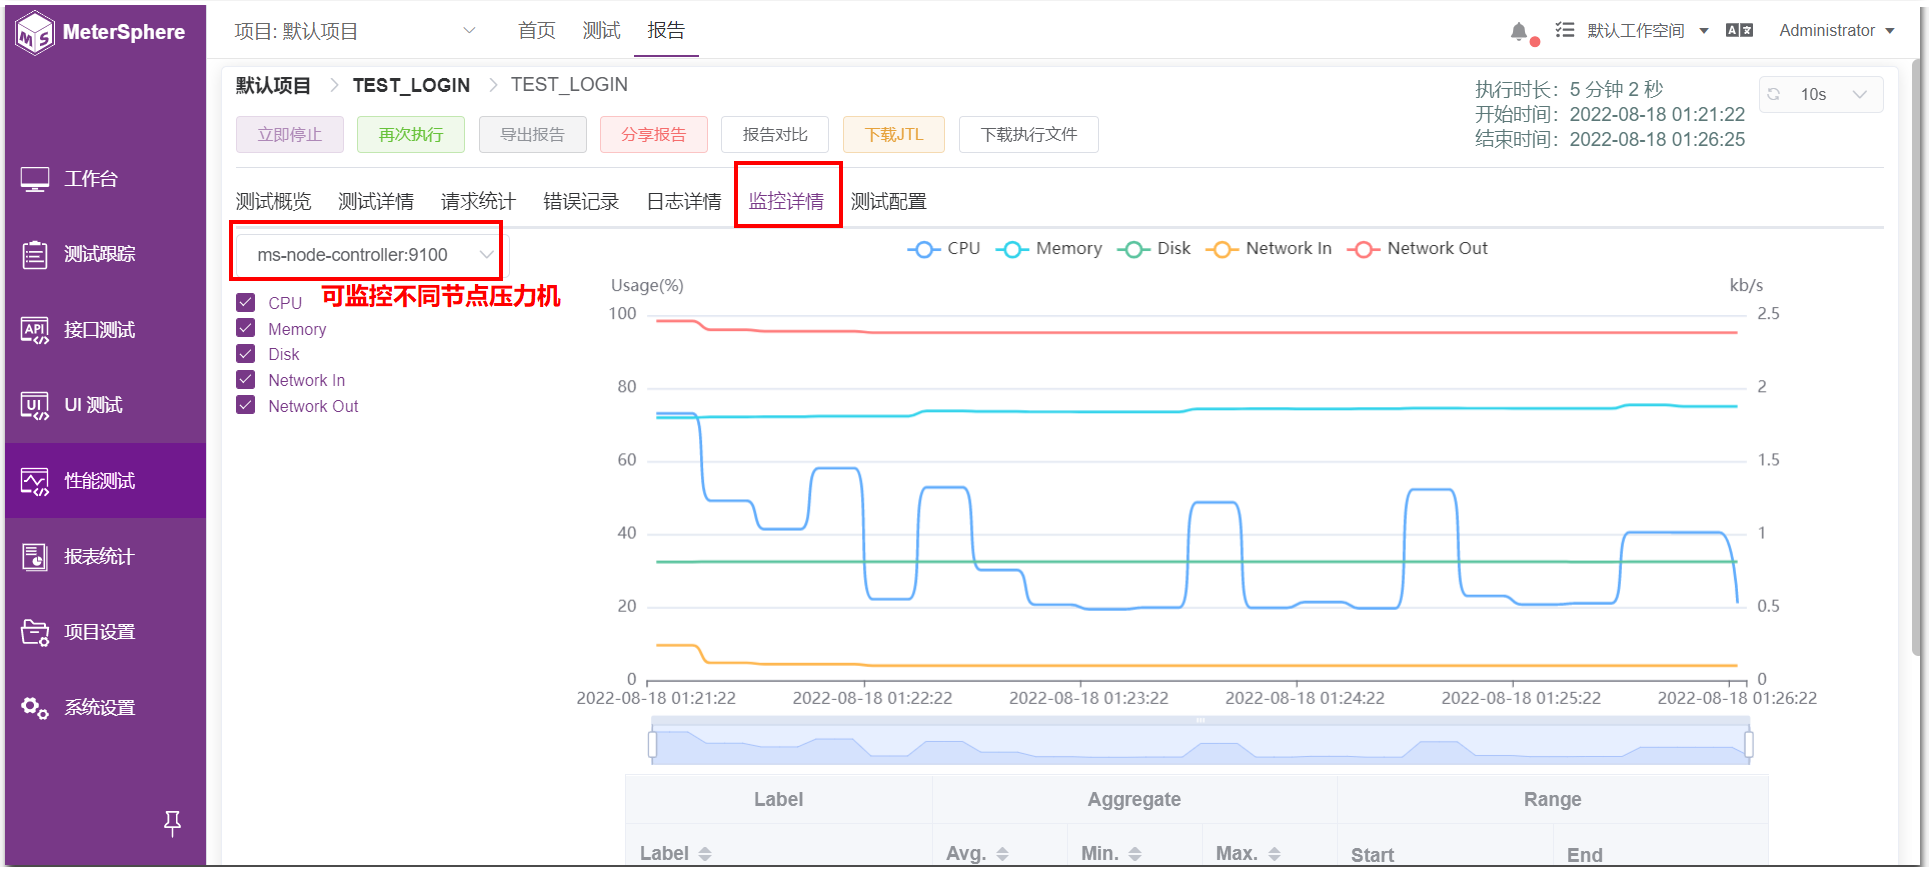 MeterSphere
项目: 默认项目
首页
测试
报告
默认工作空间
Administrator
工作台
测试跟踪
接口测试
UI 测试
性能测试
报表统计
项目设置
系统设置
默认项目 > TEST_LOGIN > TEST_LOGIN
执行时长: 5 分钟 2 秒
开始时间: 2022-08-18 01:21:22
结束时间: 2022-08-18 01:26:25
10s
立即停止
再次执行
导出报告
分享报告
报告对比
下载JTL
下载执行文件
测试概览
测试详情
请求统计
错误记录
日志详情
监控详情
测试配置
ms-node-controller:9100
可监控不同节点压力机
CPU
Memory
Disk
Network In
Network Out
CPU
Memory
Disk
Network In
Network Out
Usage(%)
kb/s
100
80
60
40
20
0
2.5
2
1.5
1
0.5
0
2022-08-18 01:21:22
2022-08-18 01:22:22
2022-08-18 01:23:22
2022-08-18 01:24:22
2022-08-18 01:25:22
2022-08-18 01:26:22
Label
Aggregate
Range
Label
Avg.
Min.
Max.
Start
End